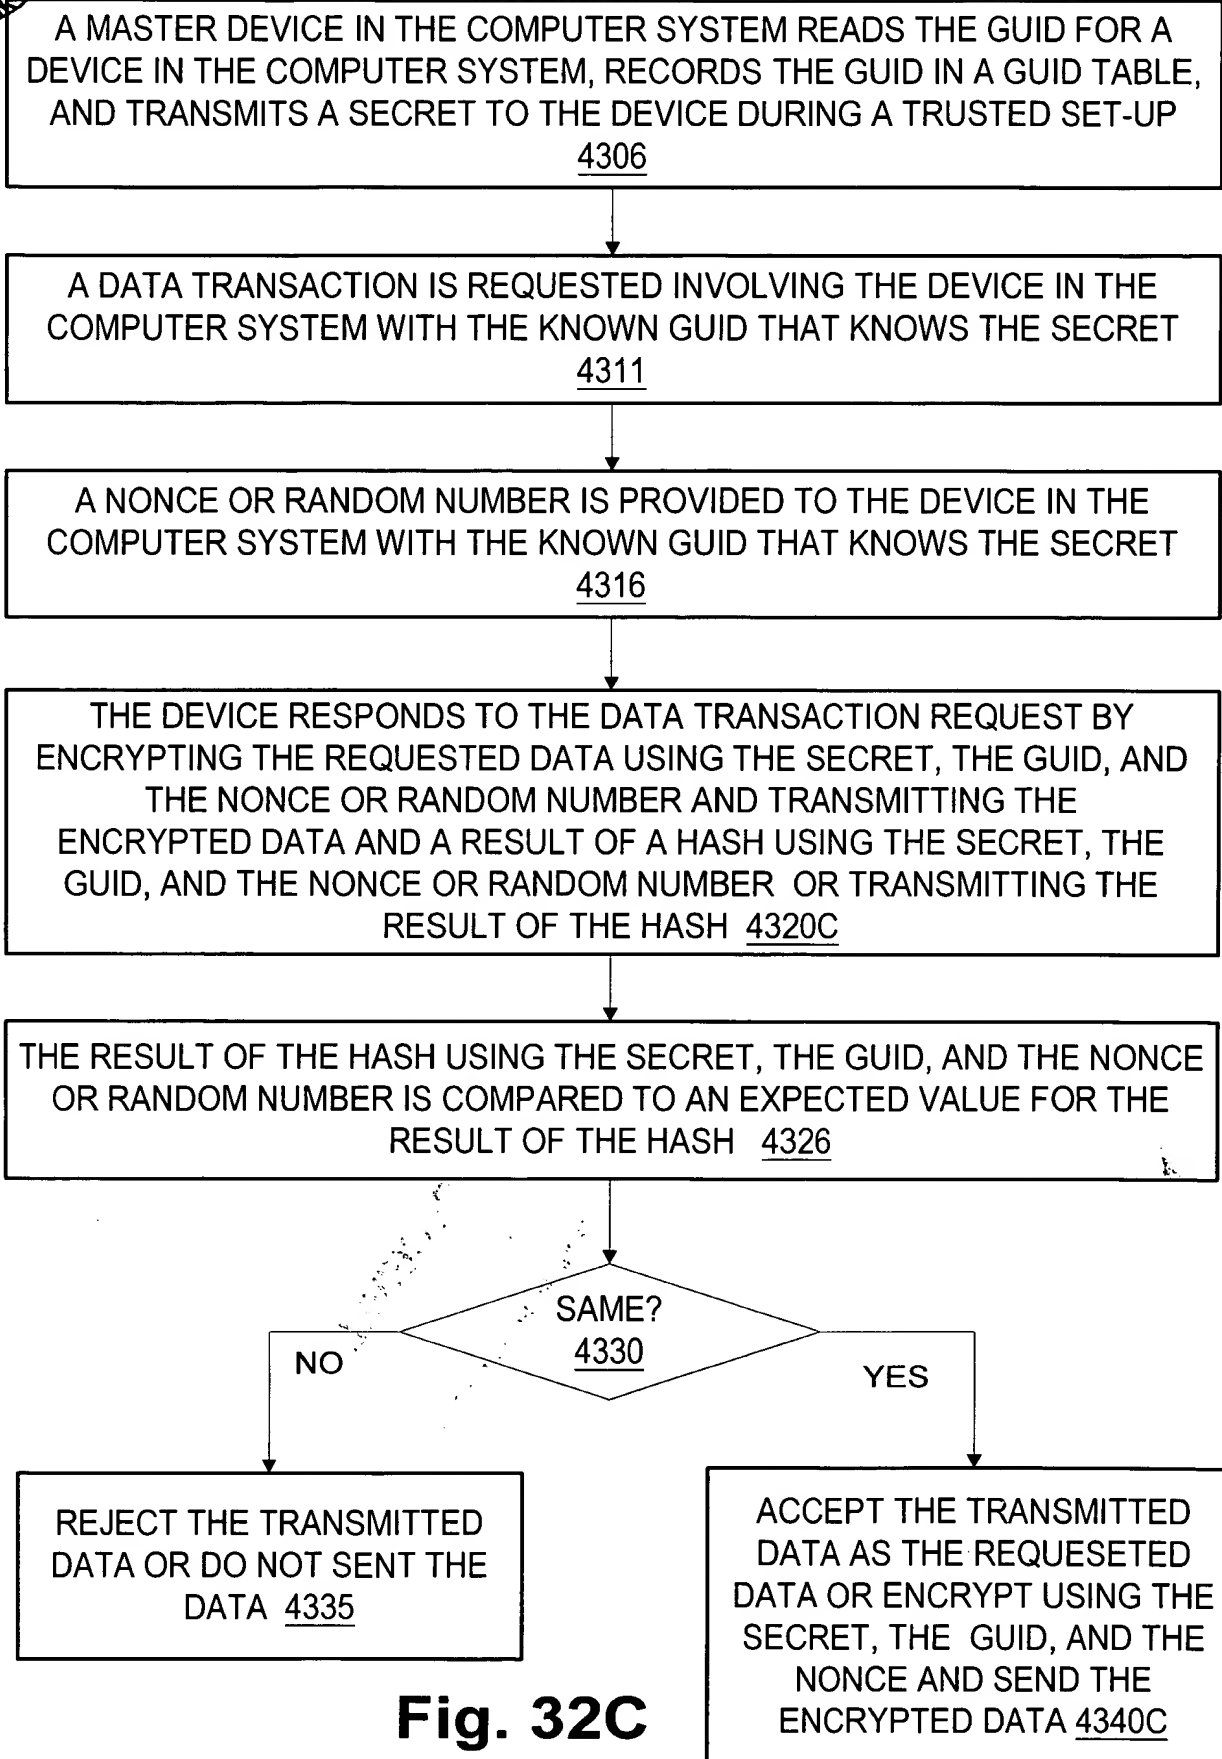 A MASTER DEVICE IN THE COMPUTER SYSTEM READS THE GUID FOR A
DEVICE IN THE COMPUTER SYSTEM, RECORDS THE GUID IN A GUID TABLE,
AND TRANSMITS A SECRET TO THE DEVICE DURING A TRUSTED SET-UP
4306
A DATA TRANSACTION IS REQUESTED INVOLVING THE DEVICE IN THE
COMPUTER SYSTEM WITH THE KNOWN GUID THAT KNOWS THE SECRET
4311
A NONCE OR RANDOM NUMBER IS PROVIDED TO THE DEVICE IN THE
COMPUTER SYSTEM WITH THE KNOWN GUID THAT KNOWS THE SECRET
4316
THE DEVICE RESPONDS TO THE DATA TRANSACTION REQUEST BY
ENCRYPTING THE REQUESTED DATA USING THE SECRET, THE GUID, AND
THE NONCE OR RANDOM NUMBER AND TRANSMITTING THE
ENCRYPTED DATA AND A RESULT OF A HASH USING THE SECRET, THE
GUID, AND THE NONCE OR RANDOM NUMBER OR TRANSMITTING THE
RESULT OF THE HASH 4320C
THE RESULT OF THE HASH USING THE SECRET, THE GUID, AND THE NONCE
OR RANDOM NUMBER IS COMPARED TO AN EXPECTED VALUE FOR THE
RESULT OF THE HASH 4326
SAME?
4330
NO
YES
REJECT THE TRANSMITTED
DATA OR DO NOT SENT THE
DATA 4335
ACCEPT THE TRANSMITTED
DATA AS THE REQUESETED
DATA OR ENCRYPT USING THE
SECRET, THE GUID, AND THE
NONCE AND SEND THE
ENCRYPTED DATA 4340C
Fig. 32C